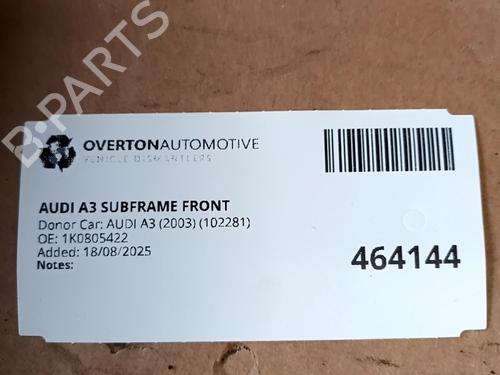 B-PARTS
OVERTONAUTOMOTIVE
VEHICLE DISMANTLERS
AUDI A3 SUBFRAME FRONT
Donor Car: AUDI A3 (2003) (102281)
OE: 1K0805422
Added: 18/08/2025
Notes:
464144